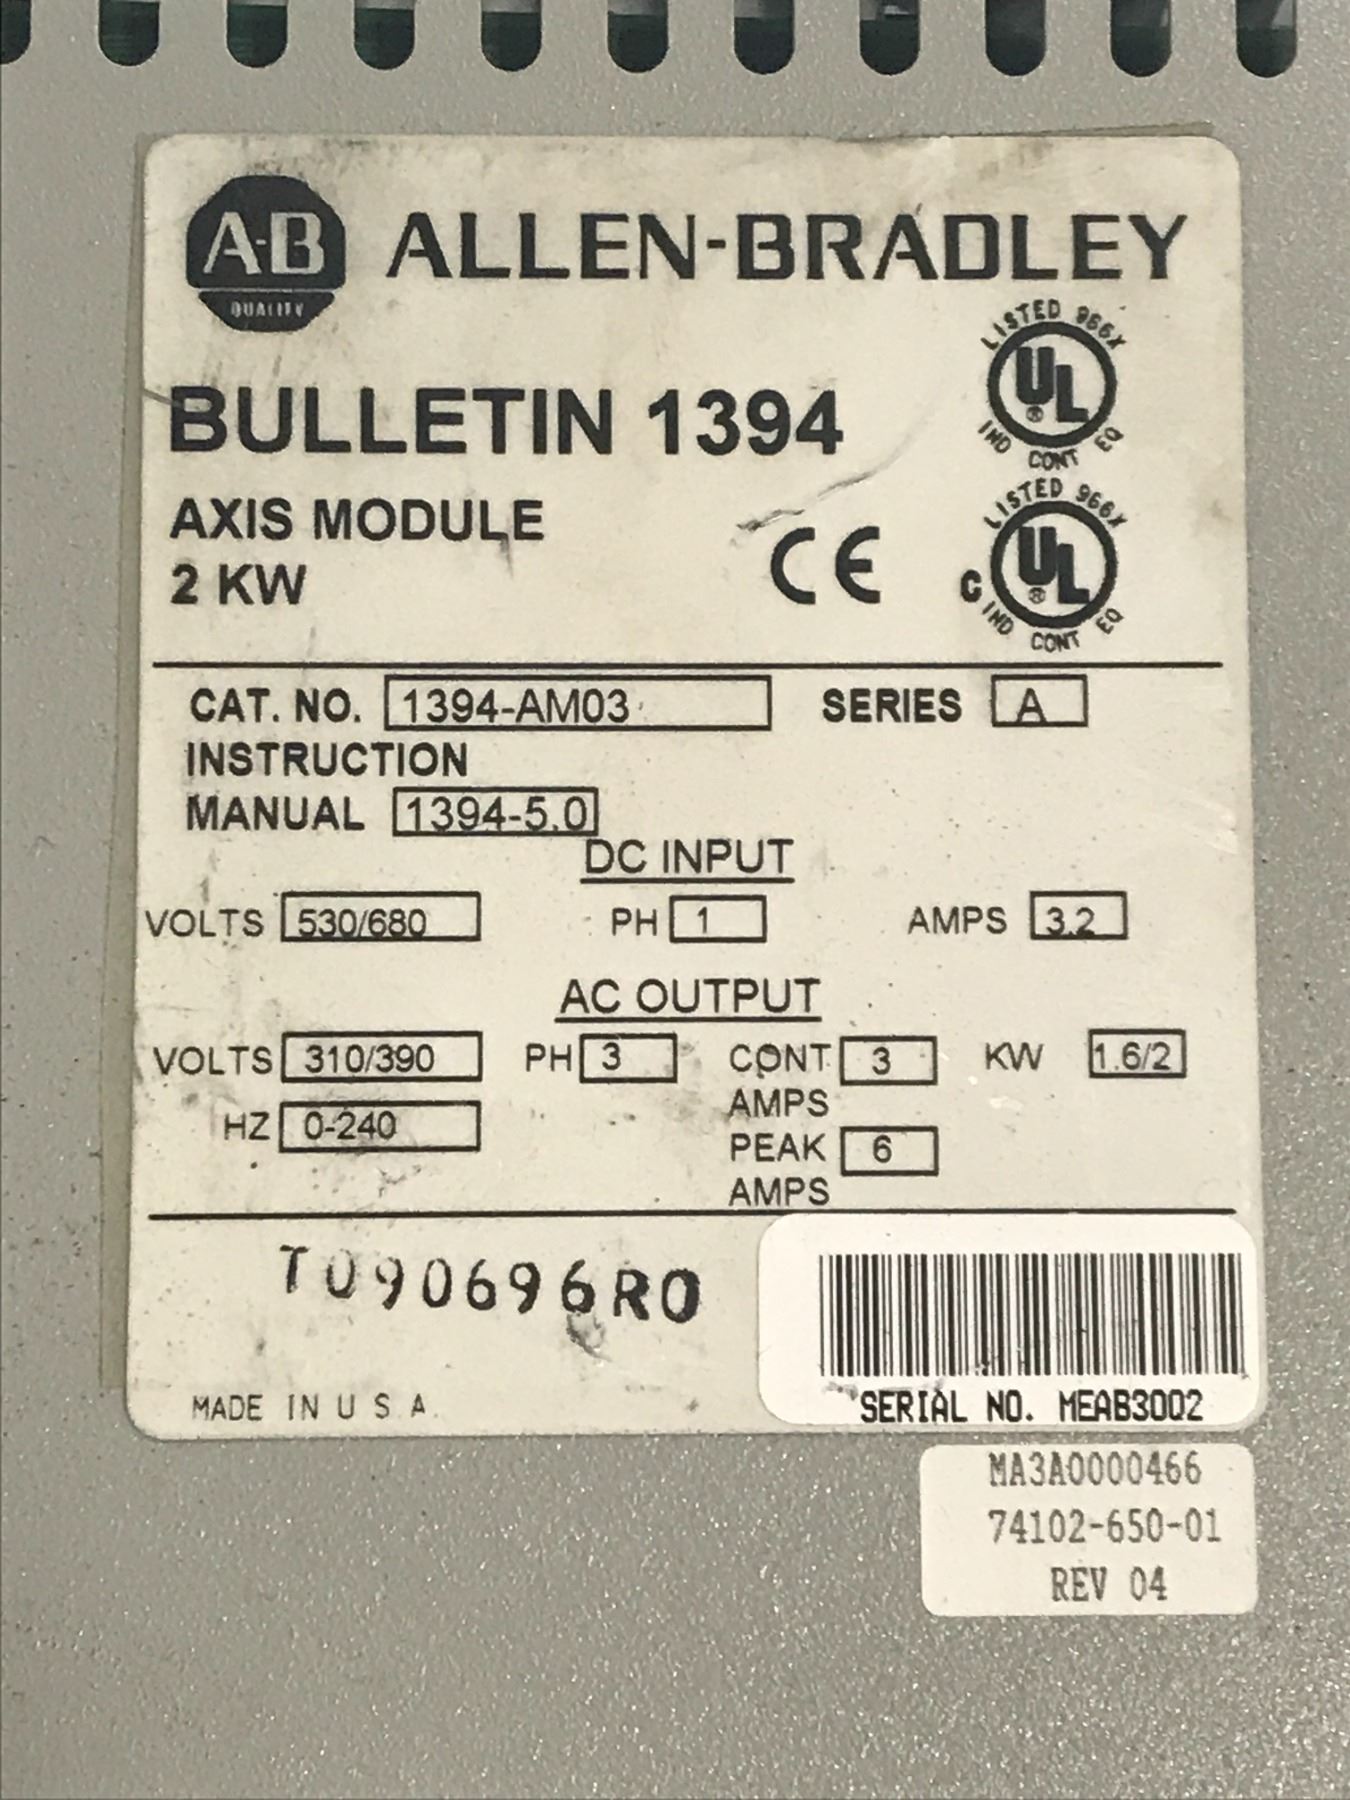 A-B ALLEN-BRADLEY
QUALITY
LISTED 966X
UL
®
IND CONT EQ
BULLETIN 1394
AXIS MODULE
2 KW
CE
LISTED 966X
C UL
®
IND CONT EQ
CAT. NO. 1394-AM03 SERIES A
INSTRUCTION
MANUAL 1394-5.0
DC INPUT
VOLTS 530/680 PH 1 AMPS 3.2
AC OUTPUT
VOLTS 310/390 PH 3 CONT 3 KW 1.6/2
AMPS
HZ 0-240 PEAK 6
AMPS
T090696R0
MADE IN U S A.
SERIAL NO. MEAB3002
MA3A0000466
74102-650-01
REV 04